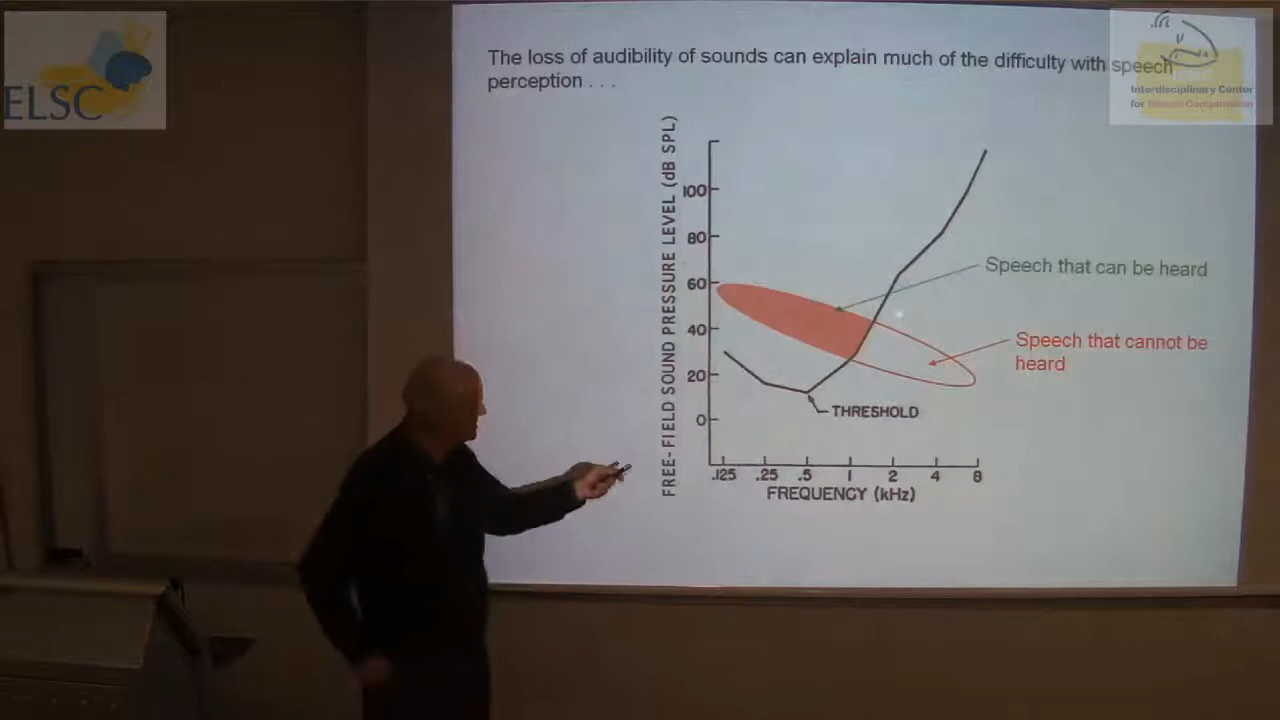 ELSC
Interdisciplinary Center
for Neural Computation
The loss of audibility of sounds can explain much of the difficulty with speech
perception . . .
FREE-FIELD SOUND PRESSURE LEVEL (dB SPL)
100
80
60
40
20
0
Speech that can be heard
Speech that cannot be
heard
THRESHOLD
.125 .25 .5 1 2 4 8
FREQUENCY (kHz)